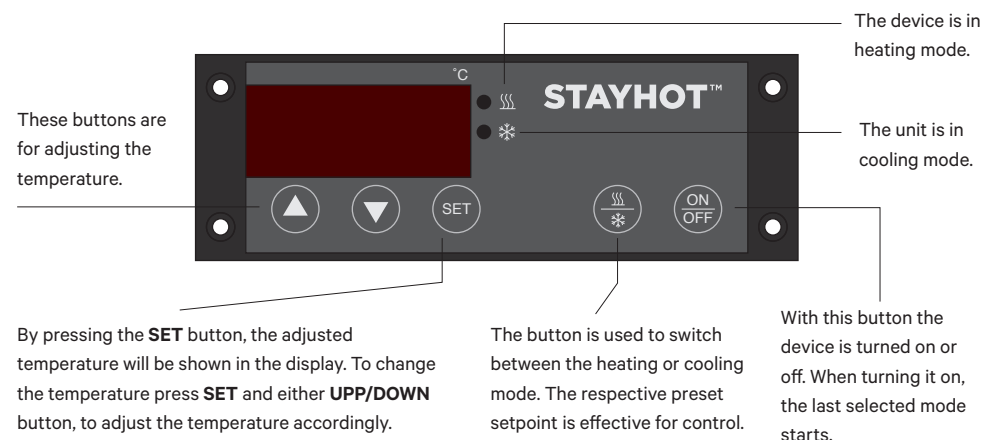 The device is in
heating mode.
°C
STAYHOT™
These buttons are
for adjusting the
temperature.
The unit is in
cooling mode.
SET
ON
OFF
By pressing the SET button, the adjusted
temperature will be shown in the display. To change
the temperature press SET and either UPP/DOWN
button, to adjust the temperature accordingly.
The button is used to switch
between the heating or cooling
mode. The respective preset
setpoint is effective for control.
With this button the
device is turned on or
off. When turning it on,
the last selected mode
starts.